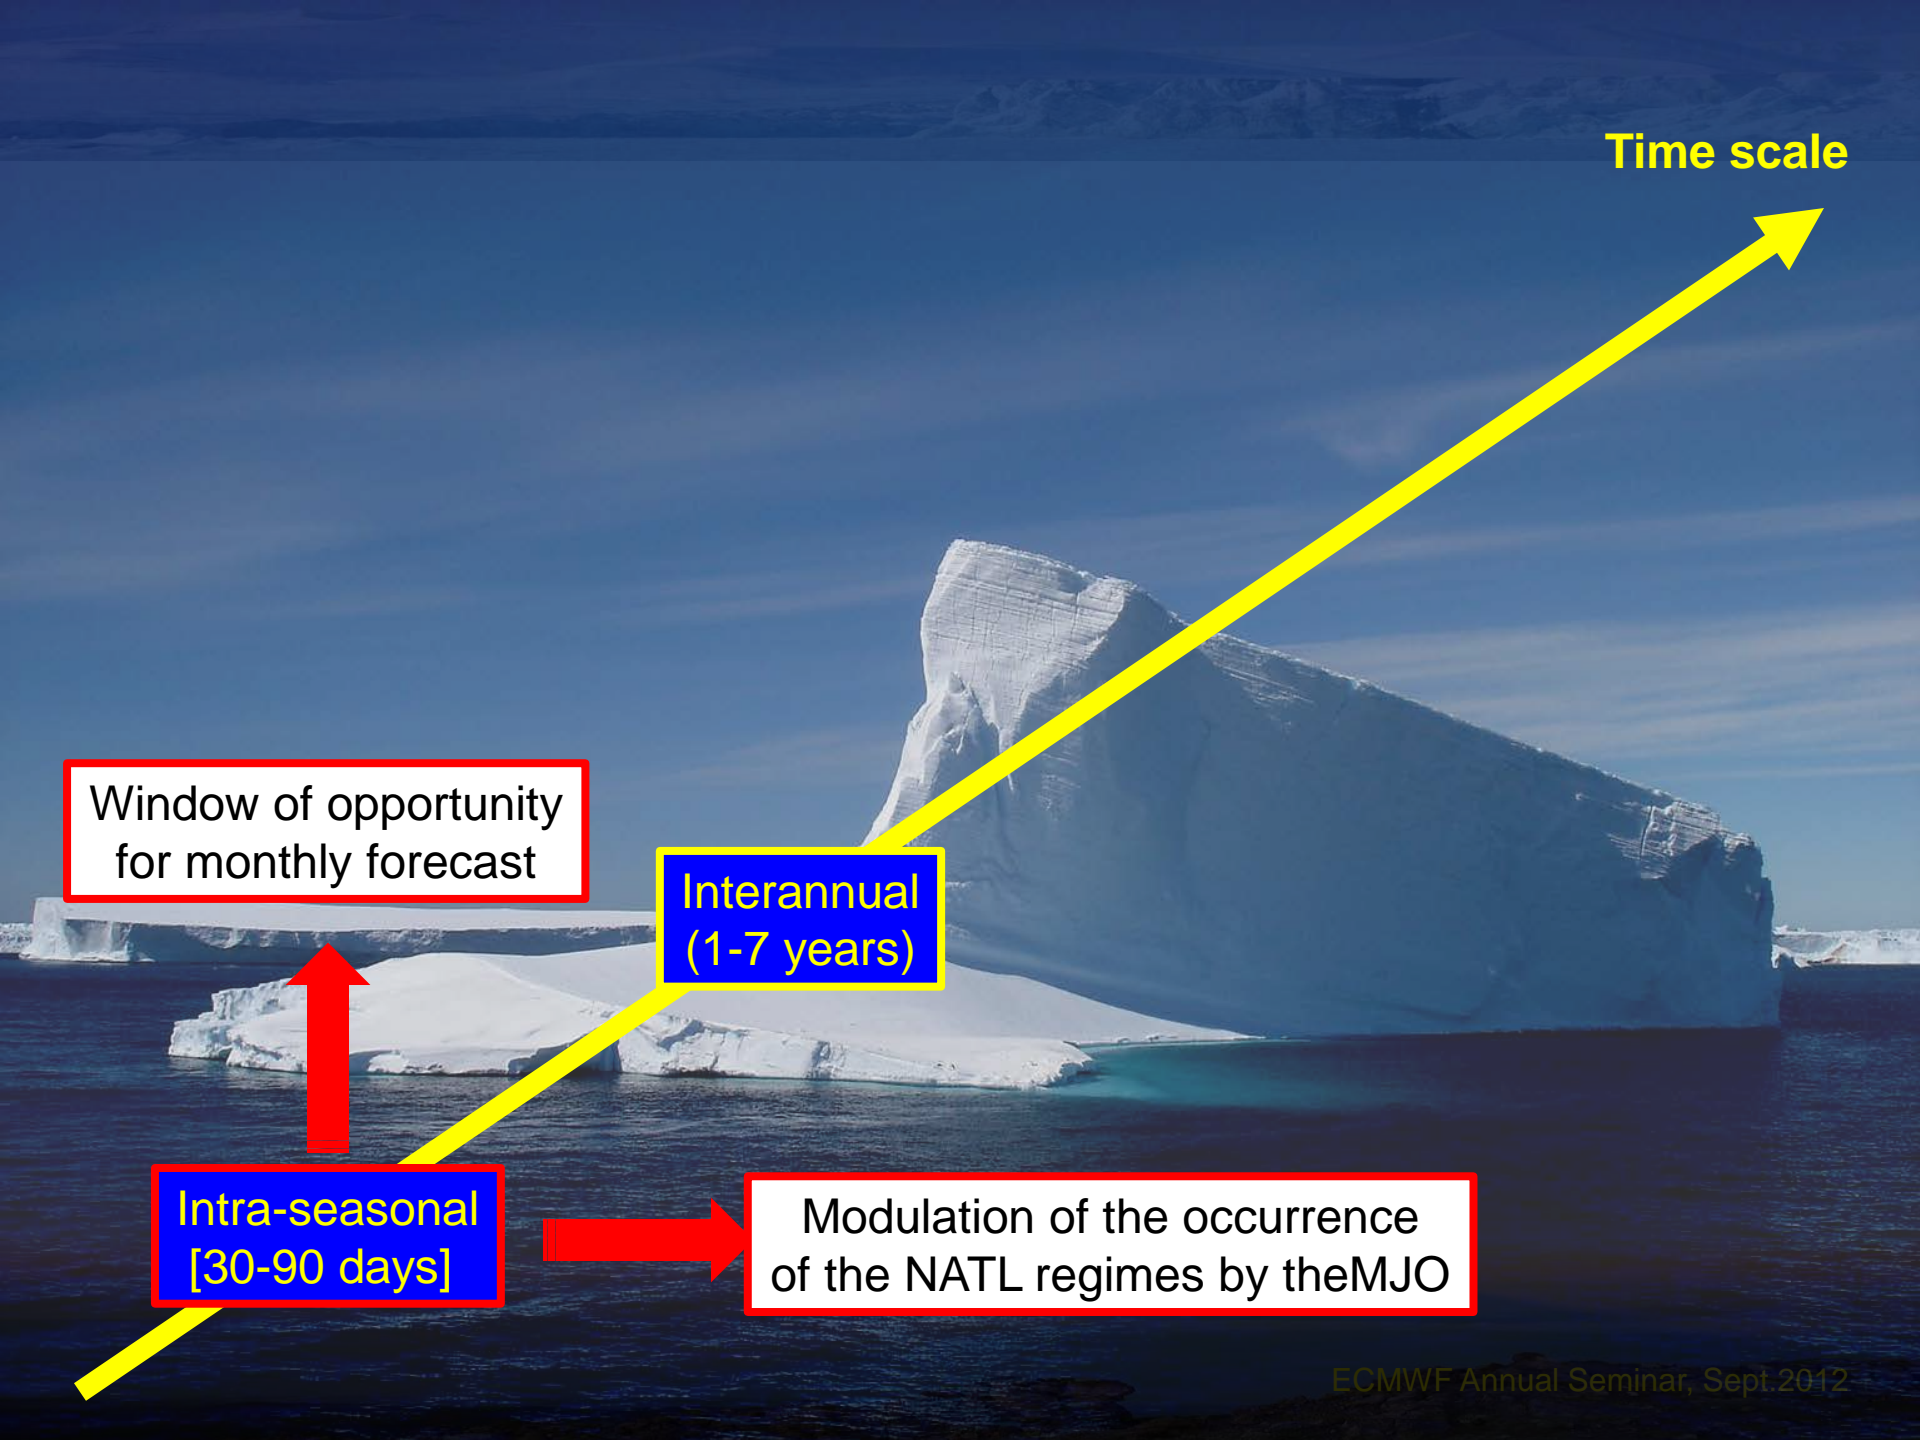 Time scale
Window of opportunity
for monthly forecast
Interannual
(1-7 years)
Intra-seasonal
[30-90 days]
Modulation of the occurrence
of the NATL regimes by theMJO
ECMWF Annual Seminar, Sept.2012